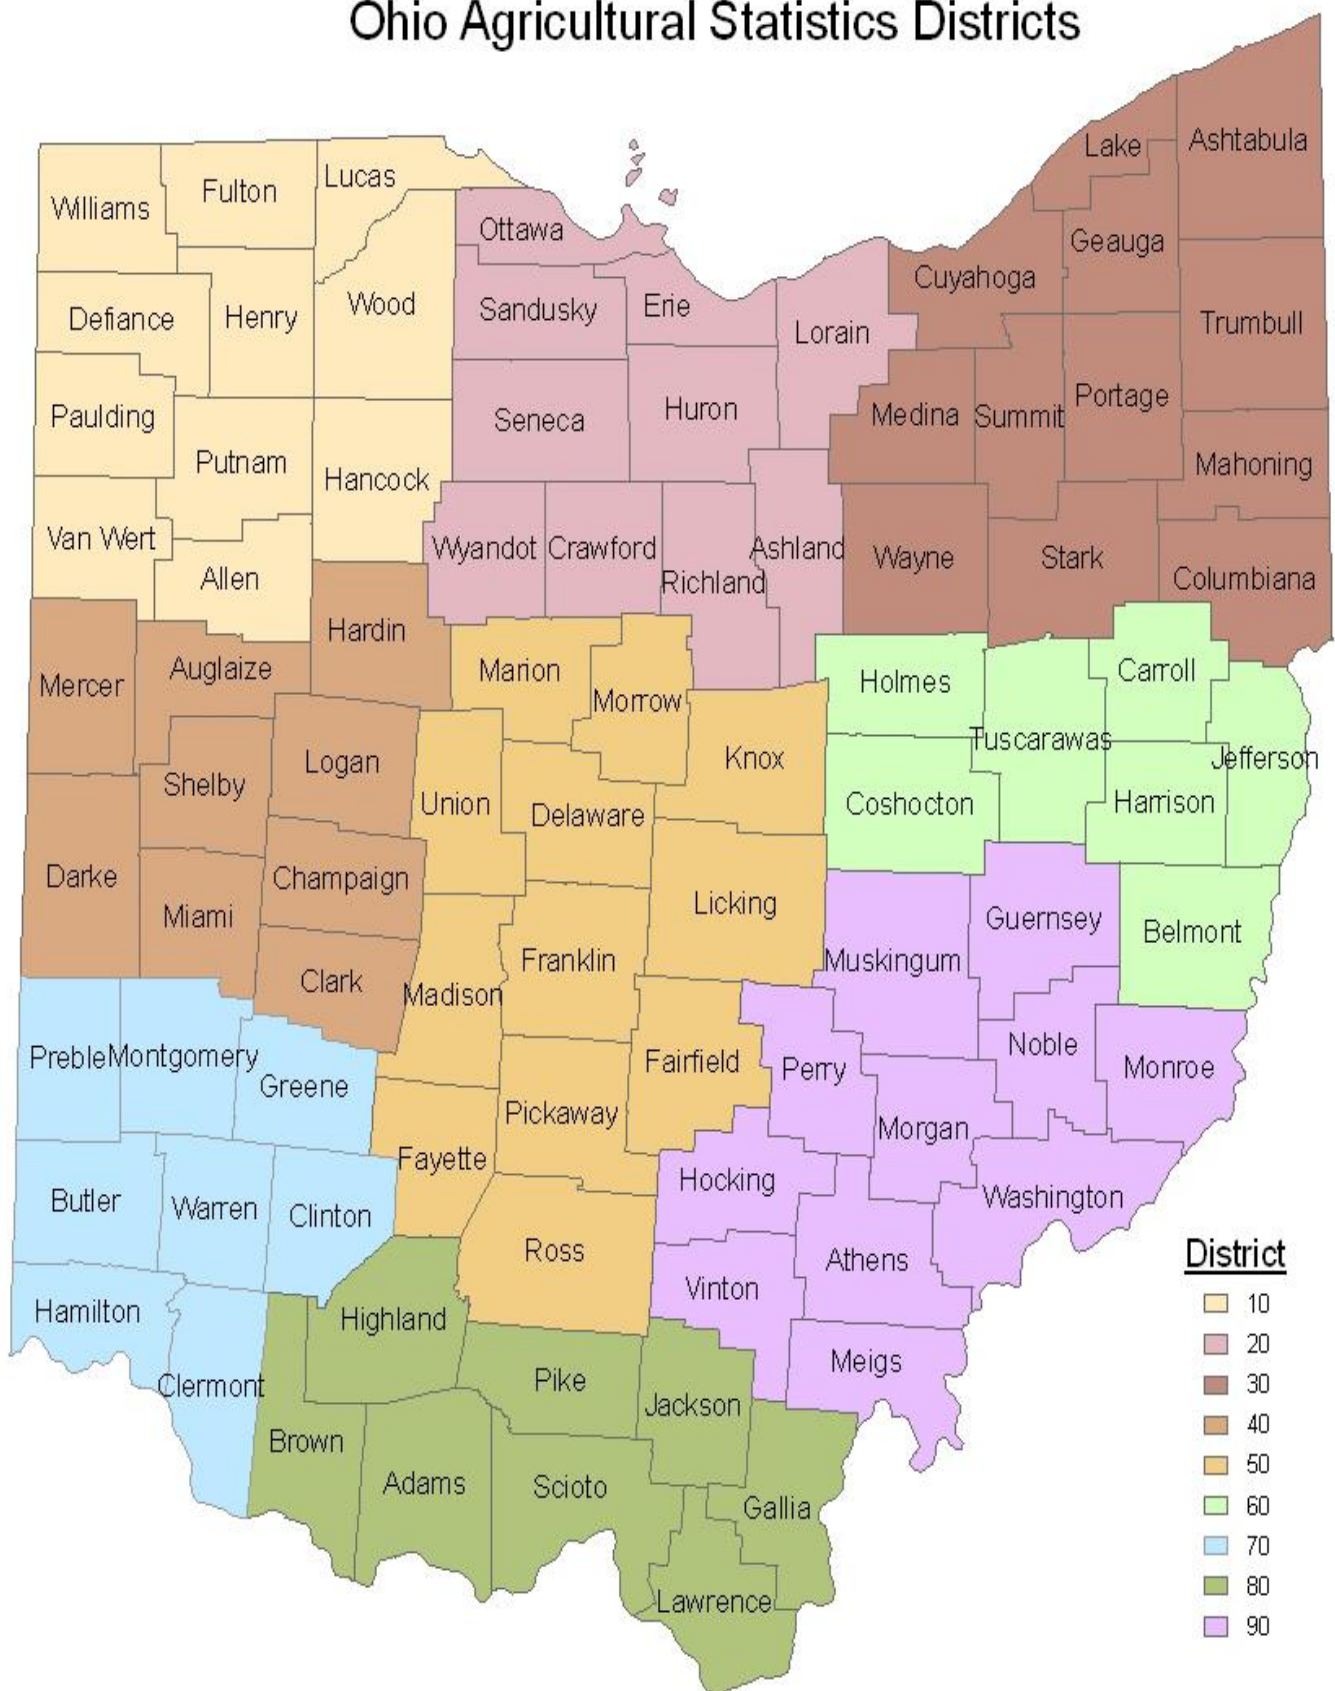 Ohio Agricultural Statistics Districts
Lake
Ashtabula
Williams
Fulton
Lucas
Ottawa
Geauga
Cuyahoga
Defiance
Henry
Wood
Sandusky
Erie
Lorain
Trumbull
Paulding
Putnam
Hancock
Seneca
Huron
Medina
Summit
Portage
Mahoning
Van Wert
Allen
Wyandot
Crawford
Richland
Ashland
Wayne
Stark
Columbiana
Mercer
Auglaize
Hardin
Marion
Morrow
Holmes
Tuscarawas
Carroll
Jefferson
Shelby
Logan
Union
Delaware
Knox
Coshocton
Harrison
Darke
Miami
Champaign
Clark
Madison
Franklin
Licking
Muskingum
Guernsey
Belmont
Preble
Montgomery
Greene
Fayette
Pickaway
Fairfield
Perry
Morgan
Noble
Monroe
Butler
Warren
Clinton
Ross
Hocking
Athens
Washington
Hamilton
Clermont
Highland
Pike
Vinton
Jackson
Meigs
Brown
Adams
Scioto
Gallia
Lawrence
District
10
20
30
40
50
60
70
80
90